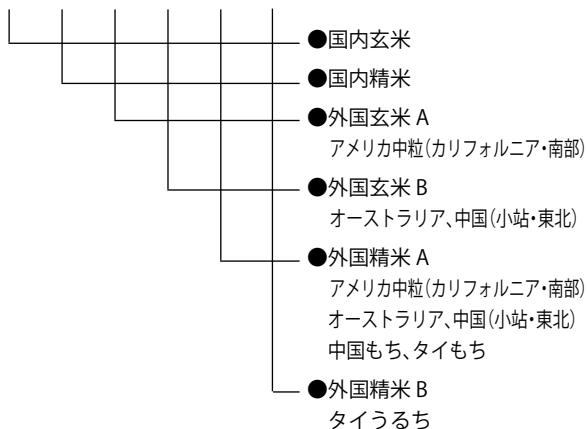 ●国内玄米
●国内精米
●外国玄米 A
アメリカ中粒(カリフォルニア・南部)
●外国玄米 B
オーストラリア、中国(小站・東北)
●外国精米 A
アメリカ中粒(カリフォルニア・南部)
オーストラリア、中国(小站・東北)
中国もち、タイもち
●外国精米 B
タイうるち